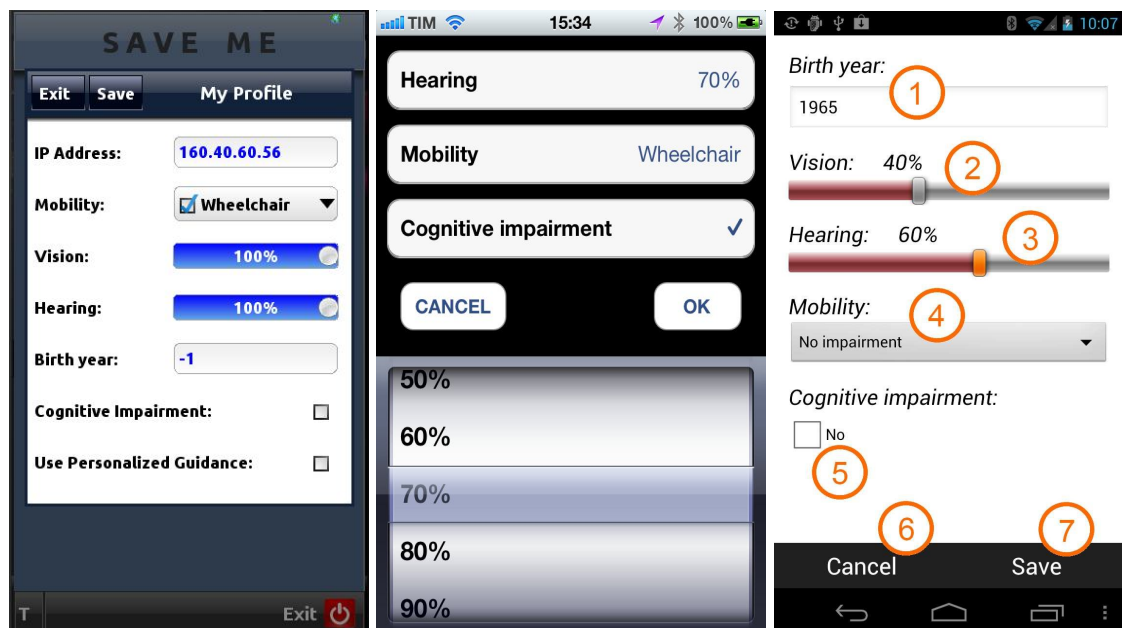 SAVE ME
Exit Save My Profile
IP Address: 160.40.60.56
Mobility: Wheelchair
Vision: 100%
Hearing: 100%
Birth year: -1
Cognitive Impairment:
Use Personalized Guidance:
T Exit
TIM 15:34 100%
Hearing 70%
Mobility Wheelchair
Cognitive impairment
CANCEL OK
50%
60%
70%
80%
90%
10:07
Birth year:
1
1965
Vision: 40% 2
Hearing: 60% 3
Mobility: 4
No impairment
Cognitive impairment:
No
5
6 7
Cancel Save